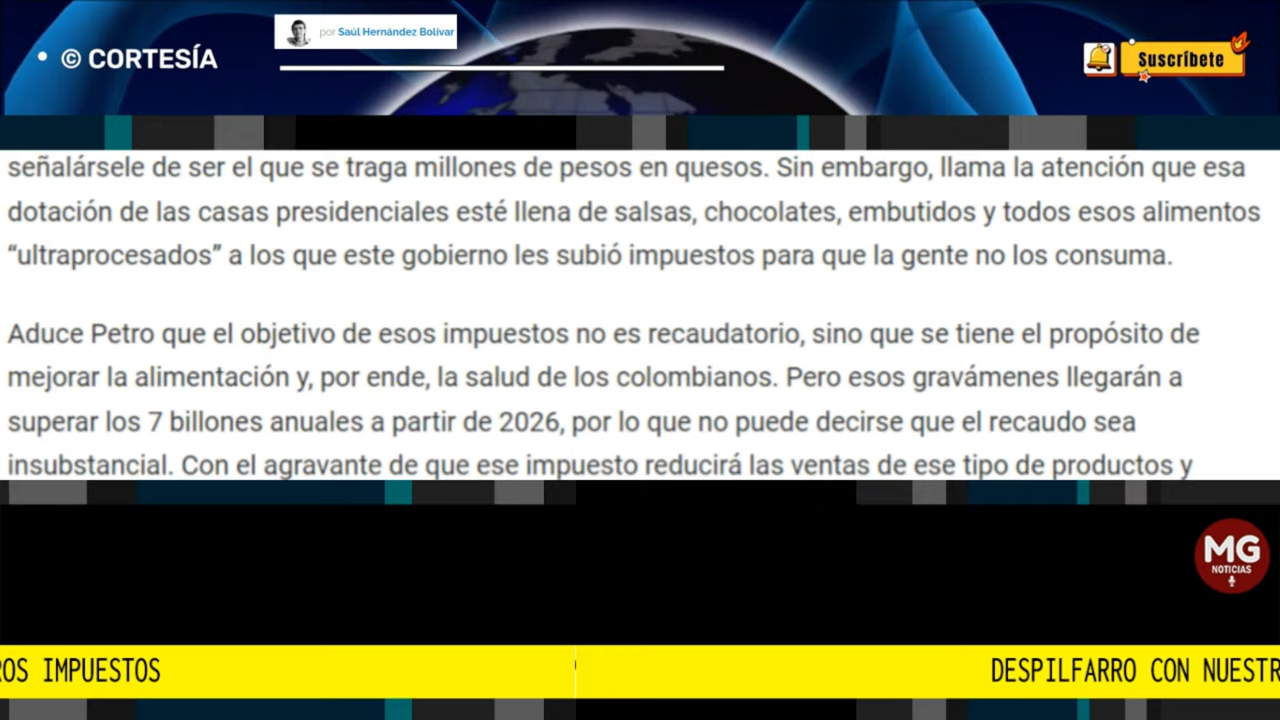 • © CORTESÍA
por Saúl Hernández Bolívar
Suscríbete
señalársele de ser el que se traga millones de pesos en quesos. Sin embargo, llama la atención que esa
dotación de las casas presidenciales esté llena de salsas, chocolates, embutidos y todos esos alimentos
“ultraprocesados” a los que este gobierno les subió impuestos para que la gente no los consuma.
Aduce Petro que el objetivo de esos impuestos no es recaudatorio, sino que se tiene el propósito de
mejorar la alimentación y, por ende, la salud de los colombianos. Pero esos gravámenes llegarán a
superar los 7 billones anuales a partir de 2026, por lo que no puede decirse que el recaudo sea
insubstancial. Con el agravante de que ese impuesto reducirá las ventas de ese tipo de productos y
MG
NOTICIAS
ROS IMPUESTOS
DESPILFARRO CON NUESTR